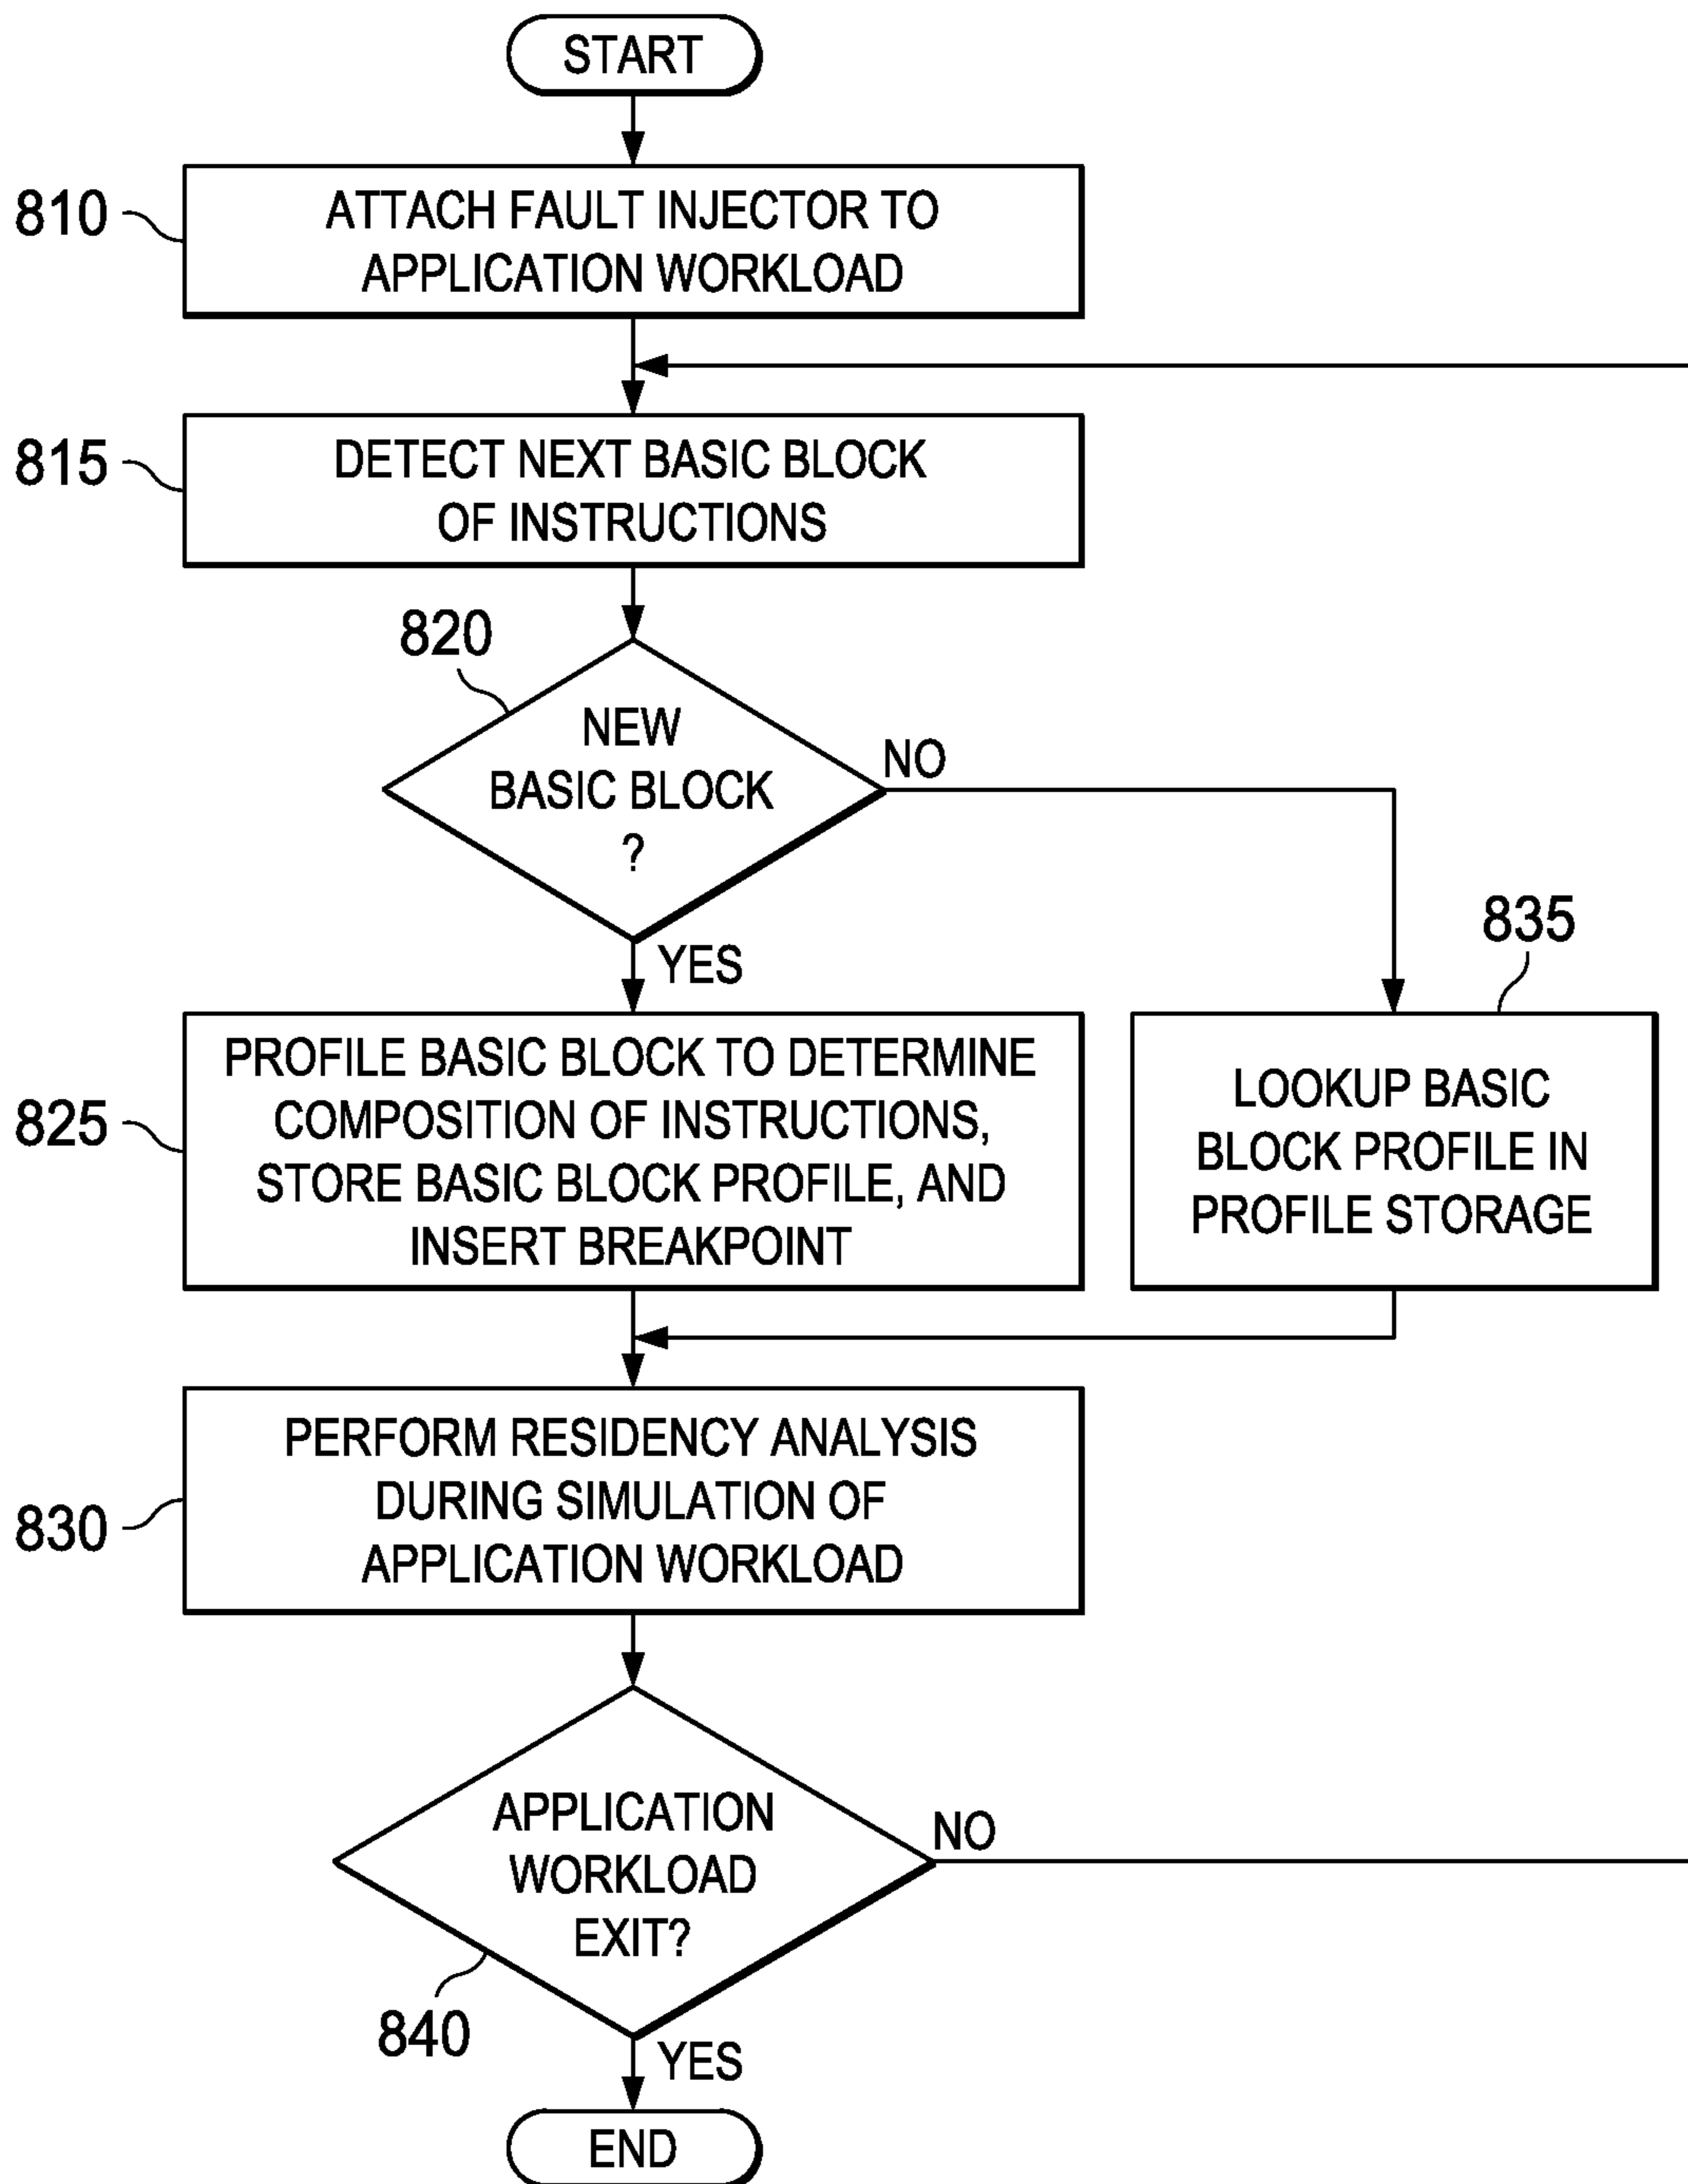 START
810
ATTACH FAULT INJECTOR TO
APPLICATION WORKLOAD
815
DETECT NEXT BASIC BLOCK
OF INSTRUCTIONS
820
NEW
BASIC BLOCK
?
NO
YES
835
825
PROFILE BASIC BLOCK TO DETERMINE
COMPOSITION OF INSTRUCTIONS,
STORE BASIC BLOCK PROFILE, AND
INSERT BREAKPOINT
LOOKUP BASIC
BLOCK PROFILE IN
PROFILE STORAGE
830
PERFORM RESIDENCY ANALYSIS
DURING SIMULATION OF
APPLICATION WORKLOAD
APPLICATION
WORKLOAD
EXIT?
NO
840
YES
END